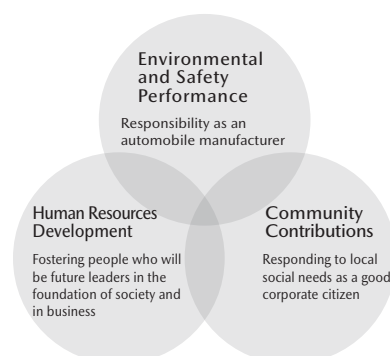 Environmental
and Safety
Performance
Responsibility as an
automobile manufacturer
Human Resources
Development
Fostering people who will
be future leaders in the
foundation of society and
in business
Community
Contributions
Responding to local
social needs as a good
corporate citizen